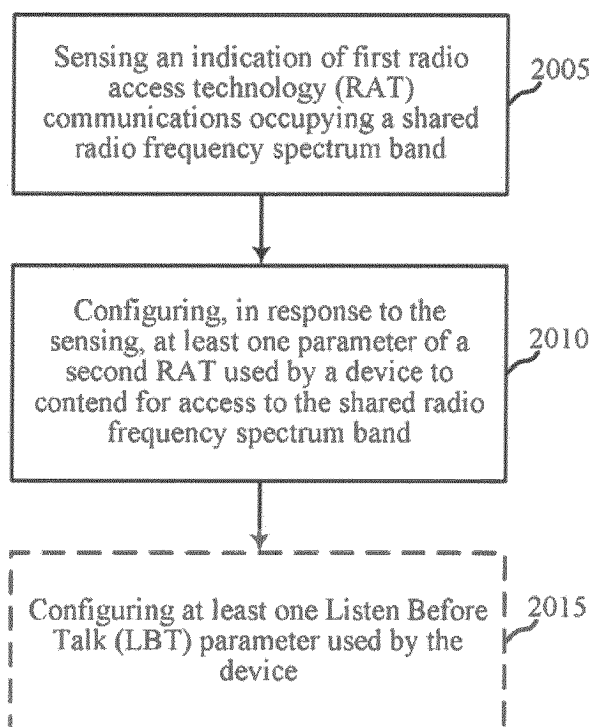 Sensing an indication of first radio
access technology (RAT)
communications occupying a shared
radio frequency spectrum band
2005
Configuring, in response to the
sensing, at least one parameter of a
second RAT used by a device to
contend for access to the shared radio
frequency spectrum band
2010
Configuring at least one Listen Before
Talk (LBT) parameter used by the
device
2015